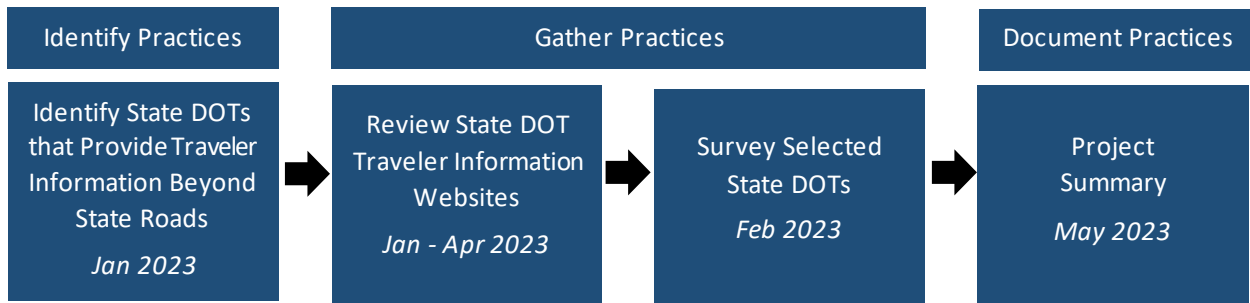 Identify Practices
Gather Practices
Document Practices
Identify State DOTs
that Provide Traveler
Information Beyond
State Roads
Jan 2023
Review State DOT
Traveler Information
Websites
Jan - Apr 2023
Survey Selected
State DOTs
Feb 2023
Project
Summary
May 2023